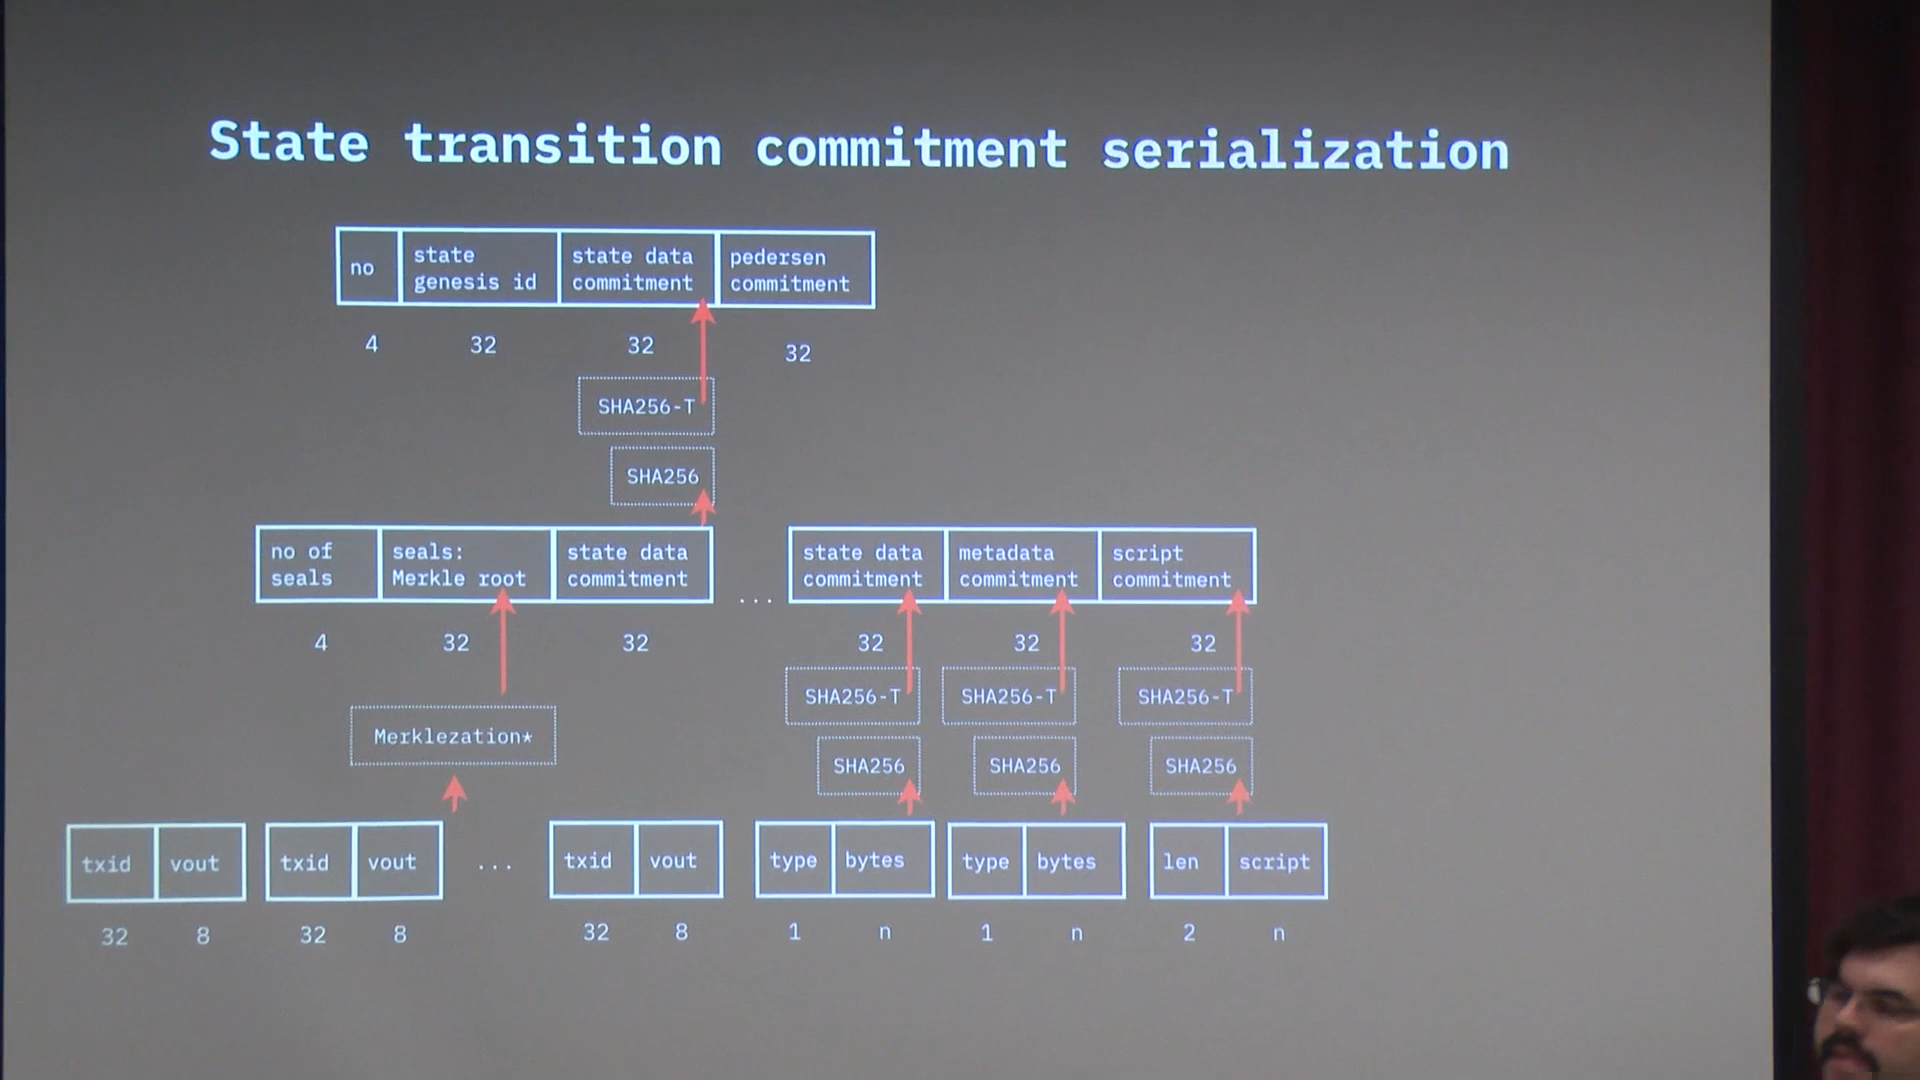 State transition commitment serialization
no
state
genesis id
state data
commitment
pedersen
commitment
4
32
32
32
SHA256-T
SHA256
no of
seals
seals:
Merkle root
state data
commitment
...
state data
commitment
metadata
commitment
script
commitment
4
32
32
32
32
32
SHA256-T
SHA256-T
SHA256-T
Merklezation*
SHA256
SHA256
SHA256
txid
vout
txid
vout
...
txid
vout
type
bytes
type
bytes
len
script
32
8
32
8
32
8
1
n
1
n
2
n